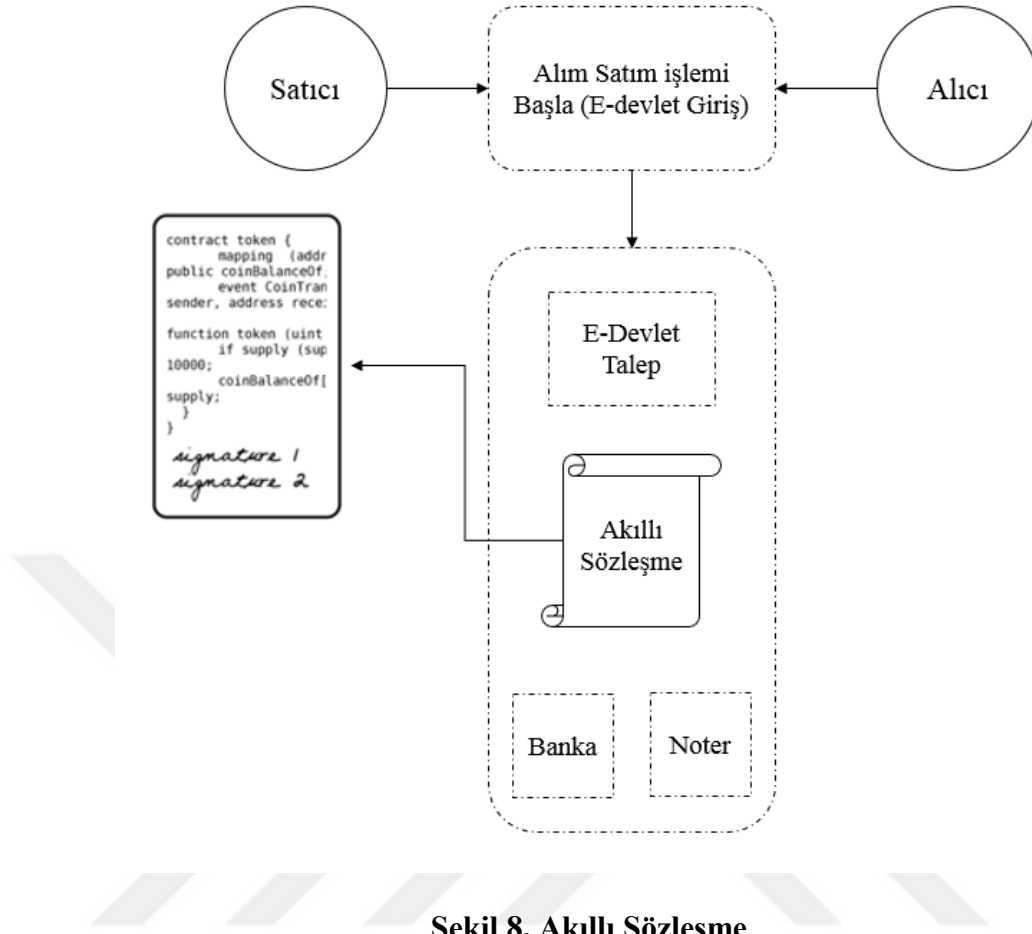 Satıcı
Alım Satım işlemi
Başla (E-devlet Giriş)
Alıcı
contract token {
mapping (addr
public coinBalanceOf;
event CoinTran
sender, address rece
function token (uint
if supply (sup
10000;
coinBalanceOf[
supply;
}
}
signature 1
signature 2
E-Devlet
Talep
Akıllı
Sözleşme
Banka
Noter
Şekil 8. Akıllı Sözleşme